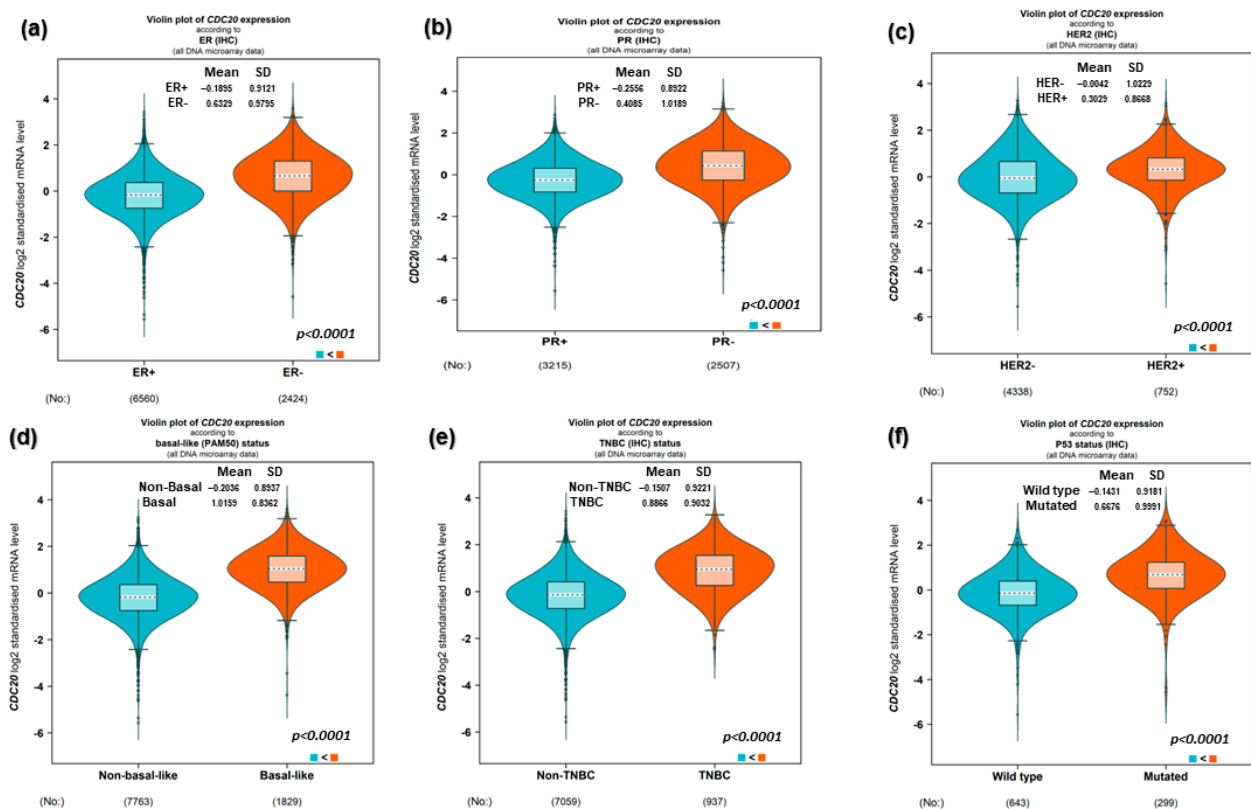 (a)
Violin plot of CDC20 expression
according to
ER (IHC)
(all DNA microarray data)
Mean SD
ER+ −0.1895 0.9121
ER- 0.6329 0.9795
CDC20 log2 standardised mRNA level
4
2
0
-2
-4
-6
p<0.0001
<
ER+ ER-
(No:) (6560) (2424)
(b)
Violin plot of CDC20 expression
according to
PR (IHC)
(all DNA microarray data)
Mean SD
PR+ −0.2556 0.8922
PR- 0.4085 1.0189
CDC20 log2 standardised mRNA level
4
2
0
-2
-4
-6
p<0.0001
<
PR+ PR-
(No:) (3215) (2507)
(c)
Violin plot of CDC20 expression
according to
HER2 (IHC)
(all DNA microarray data)
Mean SD
HER- −0.0042 1.0229
HER+ 0.3029 0.8668
CDC20 log2 standardised mRNA level
4
2
0
-2
-4
-6
p<0.0001
<
HER2- HER2+
(No:) (4338) (752)
(d)
Violin plot of CDC20 expression
according to
basal-like (PAM50) status
(all DNA microarray data)
Mean SD
Non-Basal −0.2036 0.8937
Basal 1.0159 0.8362
CDC20 log2 standardised mRNA level
4
2
0
-2
-4
-6
p<0.0001
<
Non-basal-like Basal-like
(No:) (7763) (1829)
(e)
Violin plot of CDC20 expression
according to
TNBC (IHC) status
(all DNA microarray data)
Mean SD
Non-TNBC −0.1507 0.9221
TNBC 0.8866 0.9032
CDC20 log2 standardised mRNA level
4
2
0
-2
-4
-6
p<0.0001
<
Non-TNBC TNBC
(No:) (7059) (937)
(f)
Violin plot of CDC20 expression
according to
P53 status (IHC)
(all DNA microarray data)
Mean SD
Wild type −0.1431 0.9181
Mutated 0.6676 0.9991
CDC20 log2 standardised mRNA level
4
2
0
-2
-4
-6
p<0.0001
<
Wild type Mutated
(No:) (643) (299)